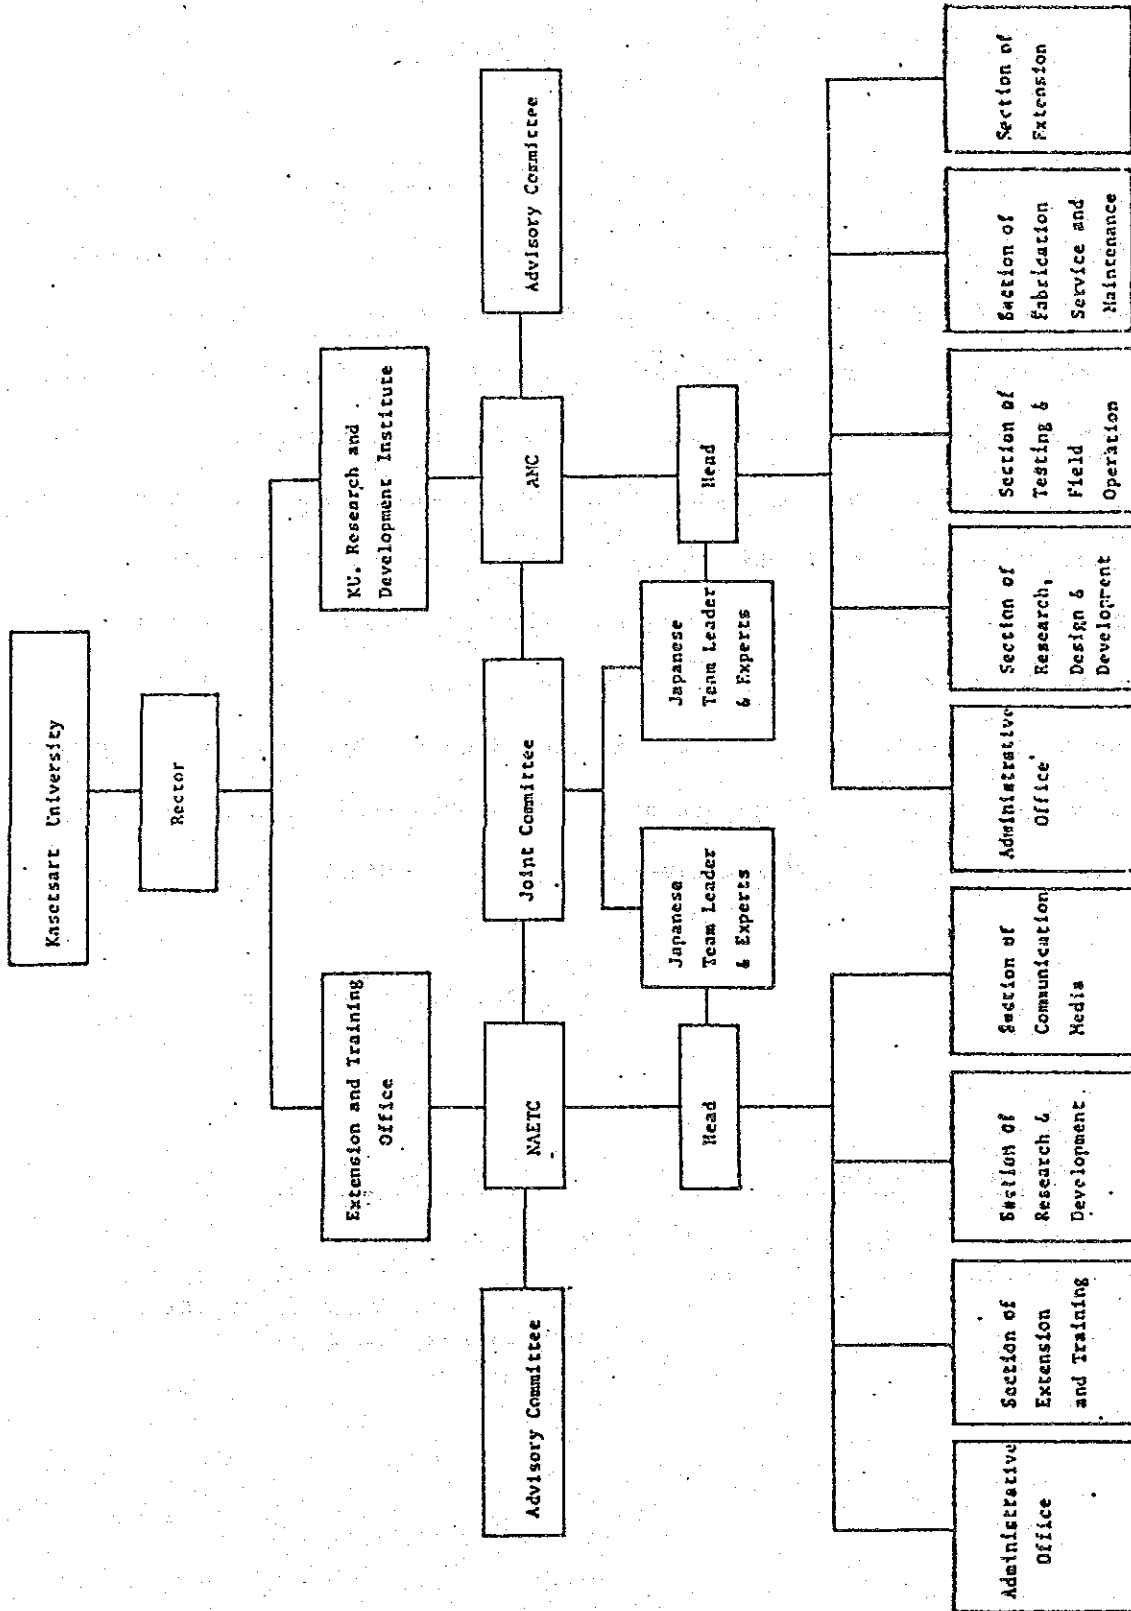 Kasetsart University
Rector
Extension and Training
Office
KU. Research and
Development Institute
Advisory Committee
NAETC
Joint Committee
AMC
Advisory Committee
Head
Japanese
Team Leader
& Experts
Japanese
Team Leader
& Experts
Head
Administrative
Office
Section of
Extension
and Training
Section of
Research &
Development
Section of
Communication
Media
Administrative
Office
Section of
Research,
Design &
Development
Section of
Testing &
Field
Operation
Section of
Fabrication
Service and
Maintenance
Section of
Extension